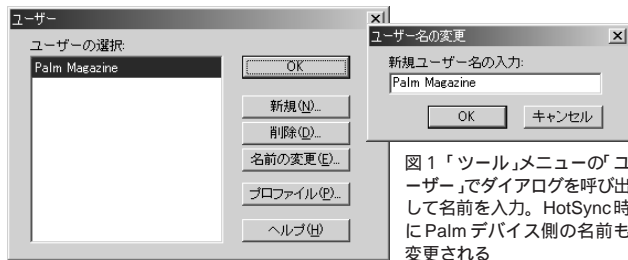 ユーザー
ユーザーの選択:
Palm Magazine
OK
新規(N)...
削除(D)...
名前の変更(E)...
プロファイル(P)...
ヘルプ(H)
ユーザー名の変更
新規ユーザー名の入力:
Palm Magazine
OK
キャンセル
図1「ツール」メニューの「ユ
ーザー」でダイアログを呼び出
して名前を入力。HotSync時
にPalmデバイス側の名前も
変更される